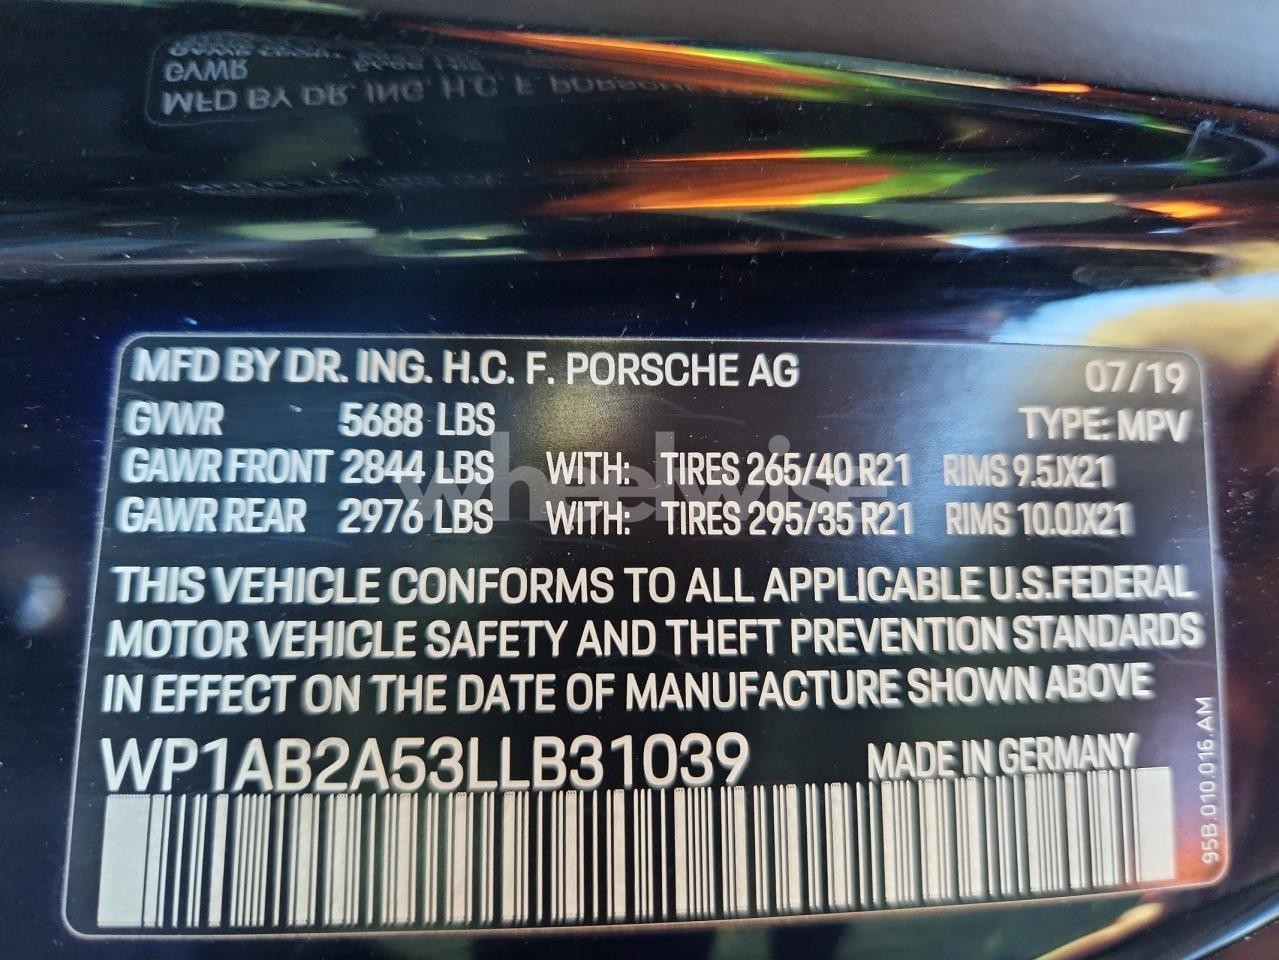 MFD BY DR. ING. H.C. F. PORSCHE AG 07/19
GVWR 5688 LBS TYPE: MPV
GAWR FRONT 2844 LBS WITH: TIRES 265/40 R21 RIMS 9.5JX21
GAWR REAR 2976 LBS WITH: TIRES 295/35 R21 RIMS 10.0JX21
THIS VEHICLE CONFORMS TO ALL APPLICABLE U.S.FEDERAL
MOTOR VEHICLE SAFETY AND THEFT PREVENTION STANDARDS
IN EFFECT ON THE DATE OF MANUFACTURE SHOWN ABOVE
WP1AB2A53LLB31039 MADE IN GERMANY
95B.010.016.AM
wheelwise